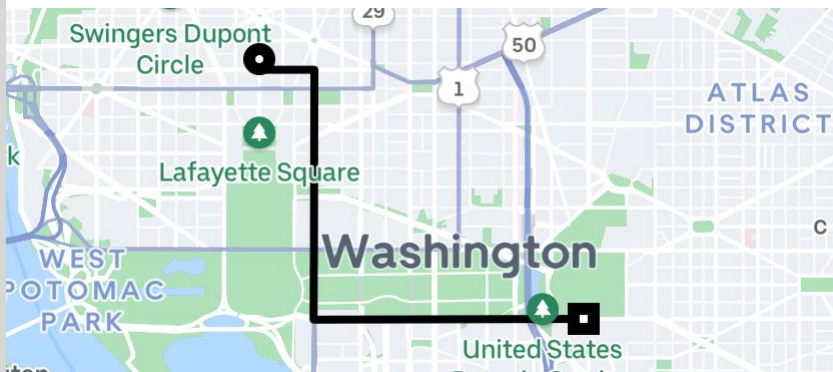 29
Swingers Dupont
Circle
50
1
ATLAS
DISTRICT
k
Lafayette Square
C
Washington
WEST
POTOMAC
PARK
United States